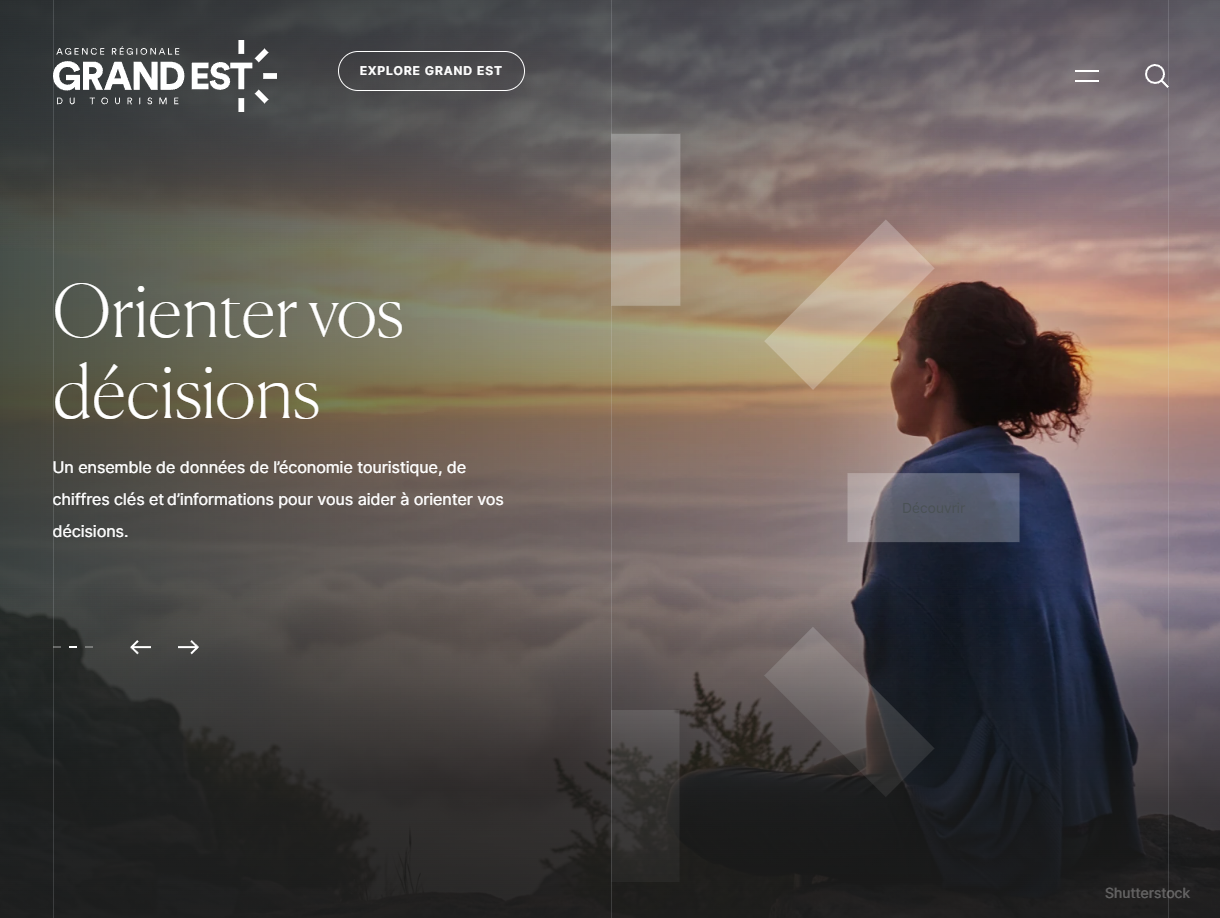 AGENCE RÉGIONALE
GRAND EST
DU TOURISME
EXPLORE GRAND EST
Orienter vos
décisions
Un ensemble de données de l'économie touristique, de
chiffres clés et d'informations pour vous aider à orienter vos
décisions.
Découvrir
Shutterstock